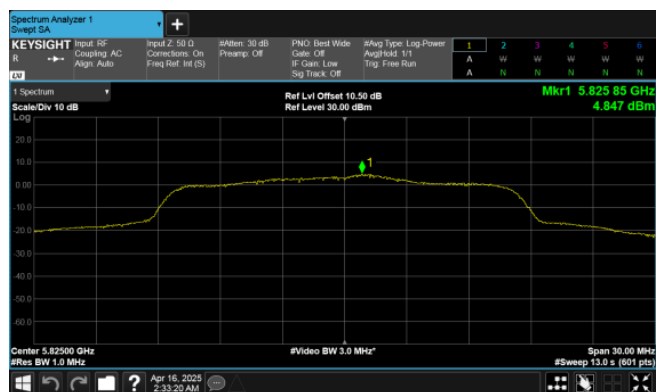 Spectrum Analyzer 1
Swept SA
+
KEYSIGHT
R
LXI
Input: RF
Coupling: AC
Align: Auto
Input Z: 50 Ω
Corrections: On
Freq Ref: Int (S)
#Atten: 30 dB
Preamp: Off
PNO: Best Wide
Gate: Off
IF Gain: Low
Sig Track: Off
#Avg Type: Log-Power
Avg|Hold: 1/1
Trig: Free Run
1 2 3 4 5 6
A W W W W W
A N N N N N
1 Spectrum
Scale/Div 10 dB
Log
Ref Lvl Offset 10.50 dB
Ref Level 30.00 dBm
Mkr1 5.825 85 GHz
4.847 dBm
1
20.0
10.0
0.00
-10.0
-20.0
-30.0
-40.0
-50.0
-60.0
Center 5.82500 GHz
#Res BW 1.0 MHz
#Video BW 3.0 MHz*
Span 30.00 MHz
#Sweep 13.0 s (601 pts)
?
Apr 16, 2025
2:33:20 AM